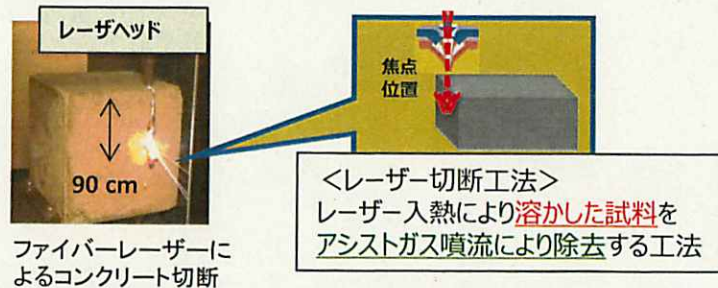 レーザヘッド
90 cm
ファイバーレーザーに
よるコンクリート切断
焦点
位置
＜レーザー切断工法＞
レーザー入熱により溶かした試料を
アシストガス噴流により除去する工法